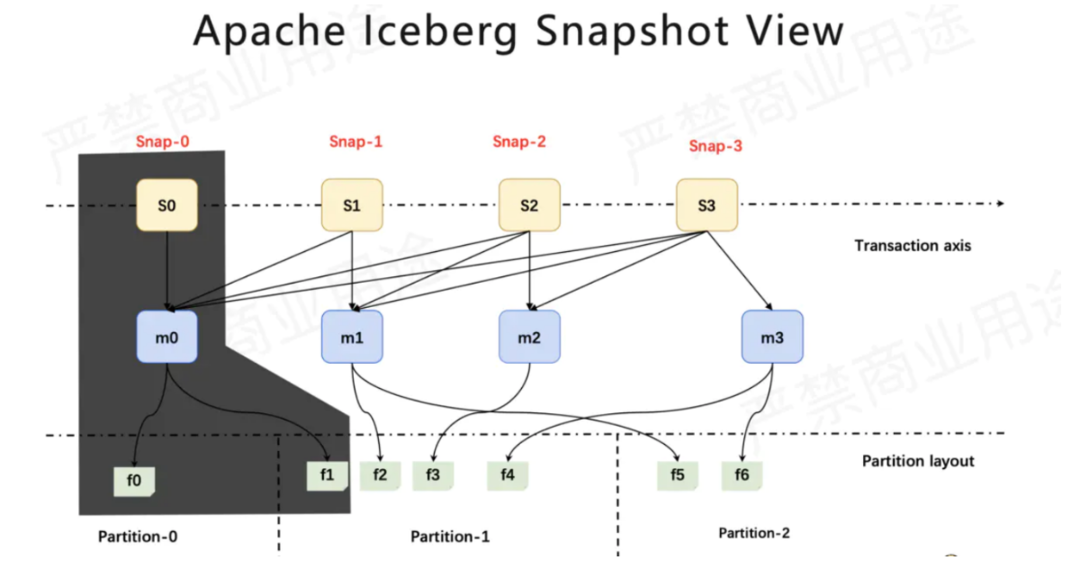 Apache Iceberg Snapshot View
严禁商业用途
严禁商业用途
Snap-0
Snap-1
Snap-2
Snap-3
S0
S1
S2
S3
Transaction axis
商业用途
m0
m1
m2
m3
严禁商业用途
Partition layout
f0
f1
f2
f3
f4
f5
f6
Partition-0
Partition-1
Partition-2